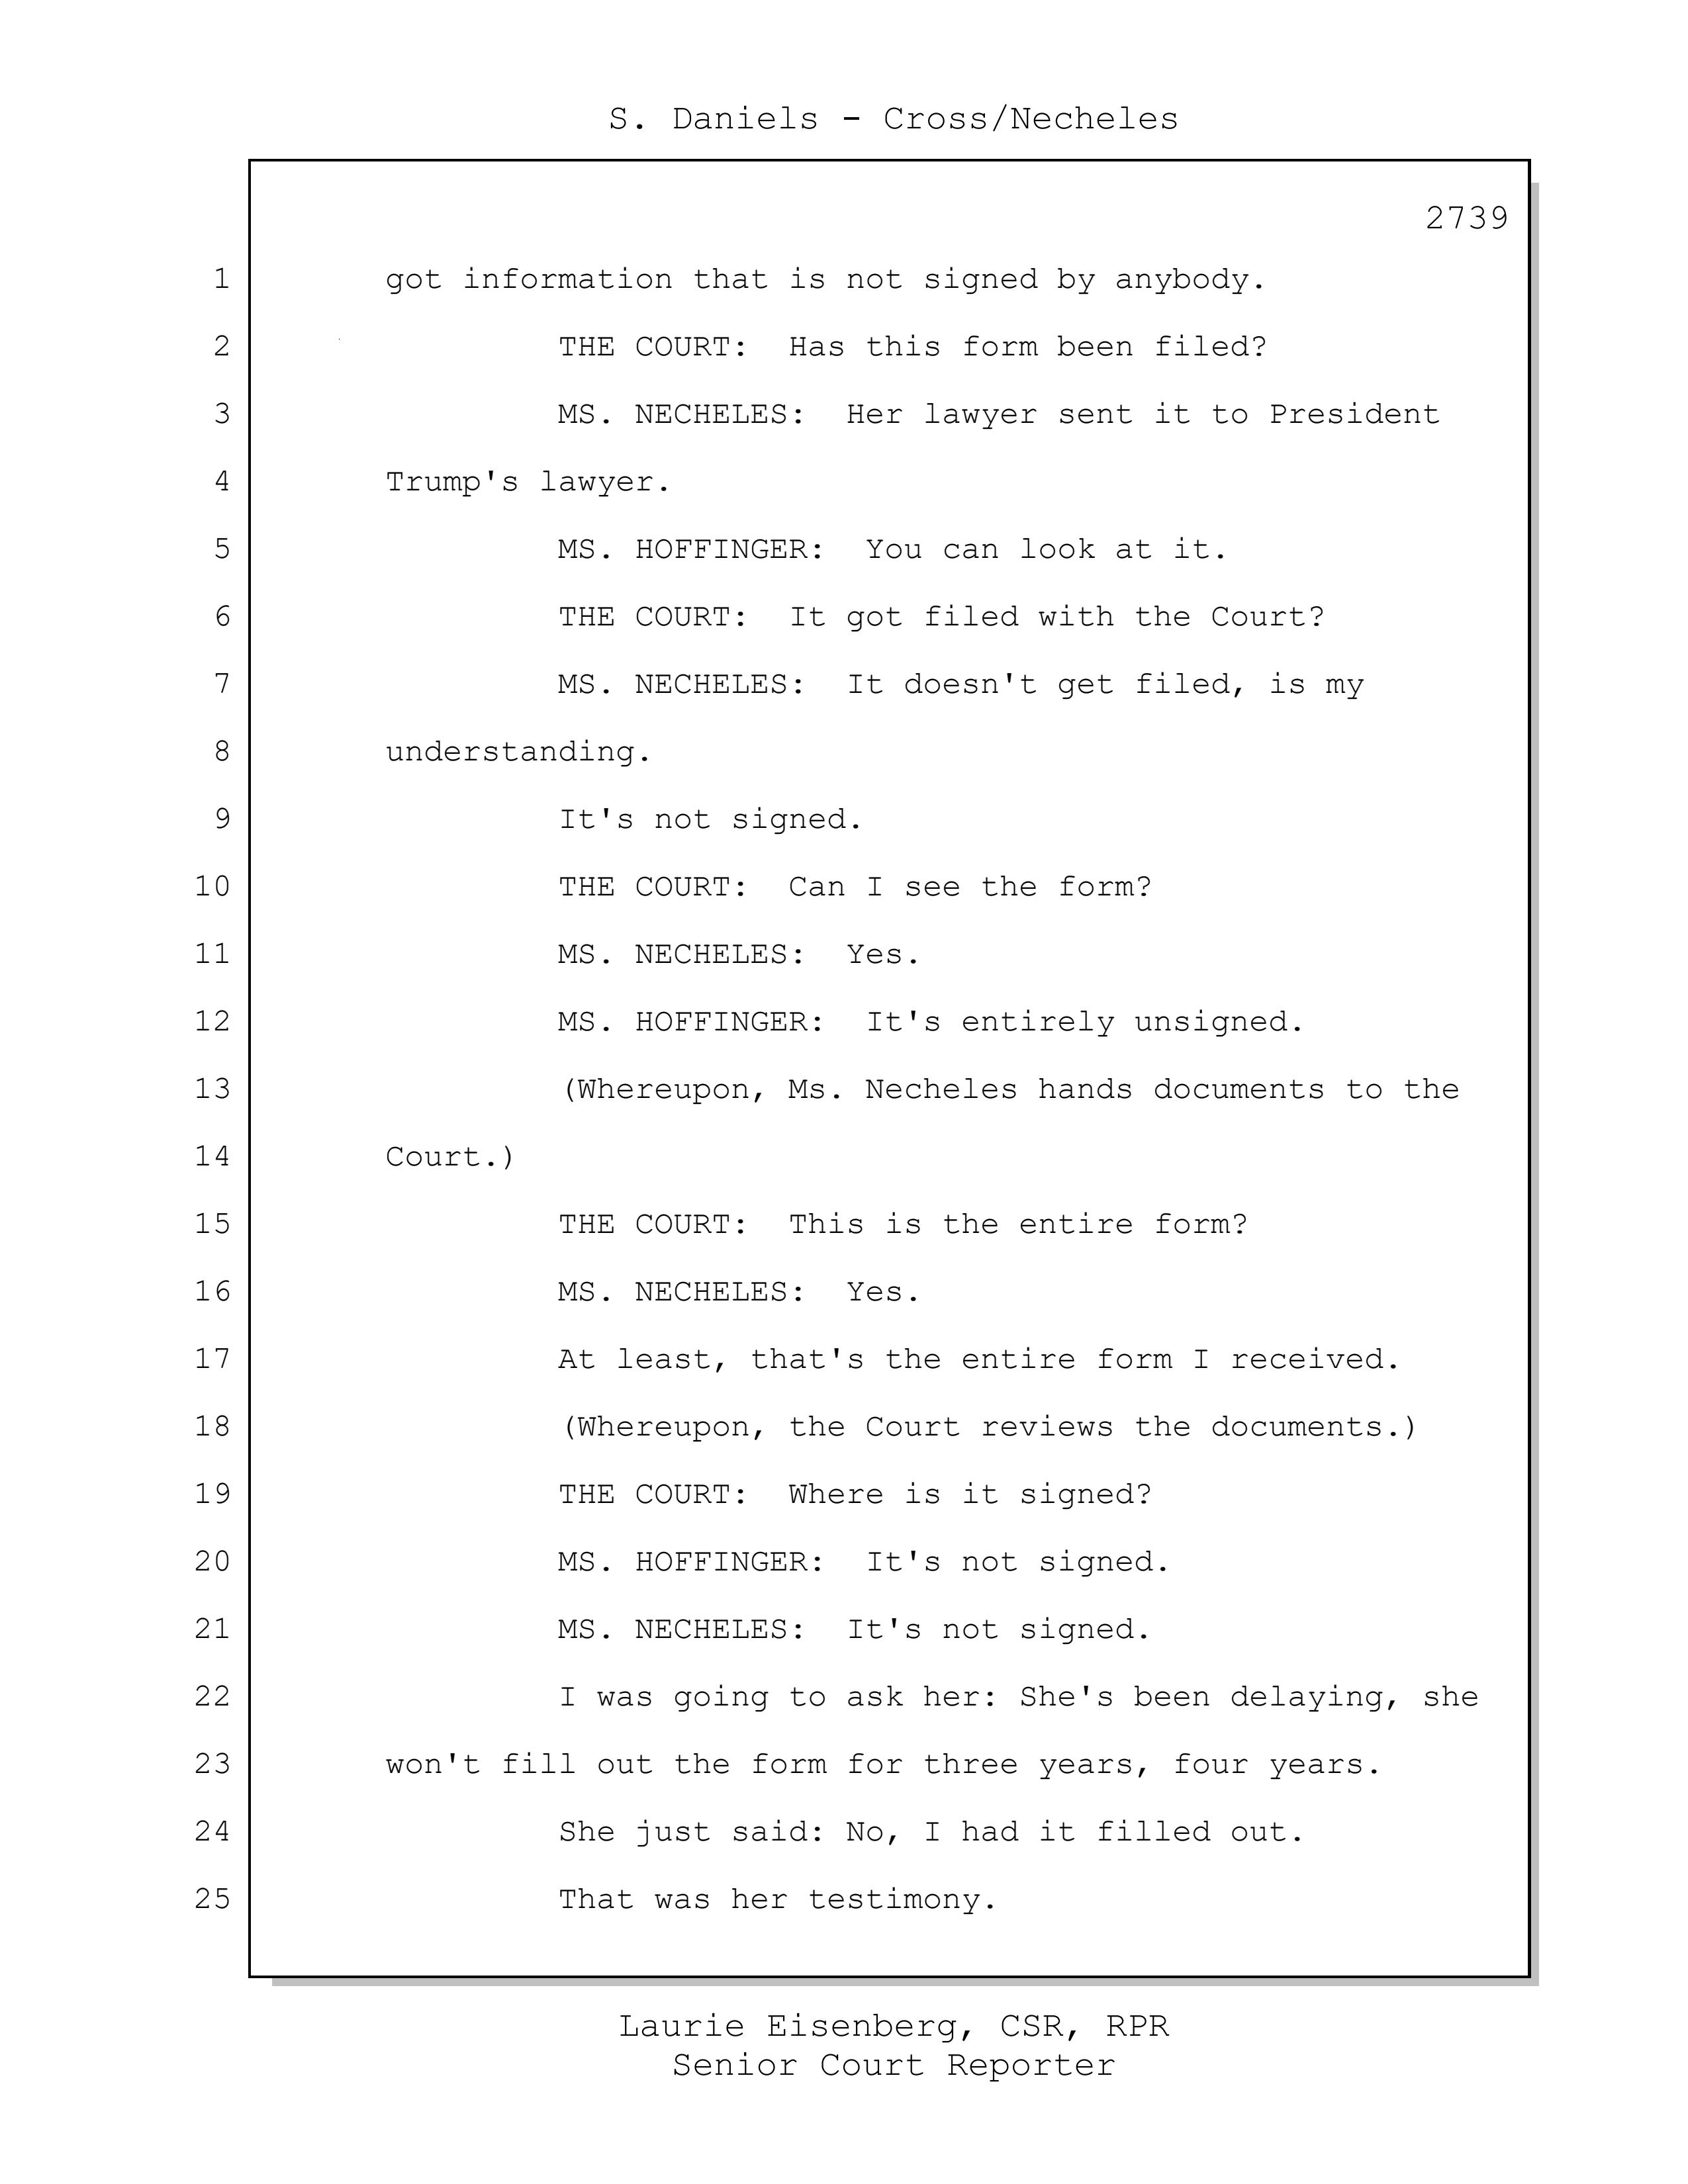 S. Daniels - Cross/Necheles
2739
1 got information that is not signed by anybody.
2 THE COURT: Has this form been filed?
3 MS. NECHELES: Her lawyer sent it to President
4 Trump's lawyer.
5 MS. HOFFINGER: You can look at it.
6 THE COURT: It got filed with the Court?
7 MS. NECHELES: It doesn't get filed, is my
8 understanding.
9 It's not signed.
10 THE COURT: Can I see the form?
11 MS. NECHELES: Yes.
12 MS. HOFFINGER: It's entirely unsigned.
13 (Whereupon, Ms. Necheles hands documents to the
14 Court.)
15 THE COURT: This is the entire form?
16 MS. NECHELES: Yes.
17 At least, that's the entire form I received.
18 (Whereupon, the Court reviews the documents.)
19 THE COURT: Where is it signed?
20 MS. HOFFINGER: It's not signed.
21 MS. NECHELES: It's not signed.
22 I was going to ask her: She's been delaying, she
23 won't fill out the form for three years, four years.
24 She just said: No, I had it filled out.
25 That was her testimony.
Laurie Eisenberg, CSR, RPR
Senior Court Reporter